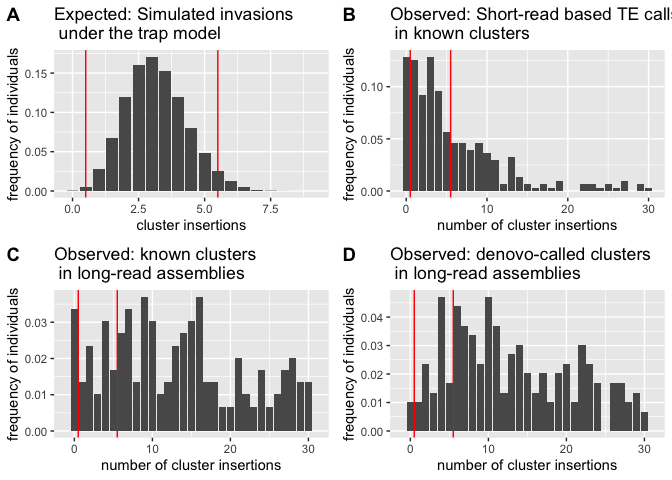 A
Expected: Simulated invasions
under the trap model
frequency of individuals
0.15
0.10
0.05
0.00
0.0
2.5
5.0
7.5
cluster insertions
B
Observed: Short-read based TE calls
in known clusters
frequency of individuals
0.10
0.05
0.00
0
10
20
30
number of cluster insertions
C
Observed: known clusters
in long-read assemblies
frequency of individuals
0.03
0.02
0.01
0.00
0
10
20
30
number of cluster insertions
D
Observed: denovo-called clusters
in long-read assemblies
frequency of individuals
0.04
0.03
0.02
0.01
0.00
0
10
20
30
number of cluster insertions